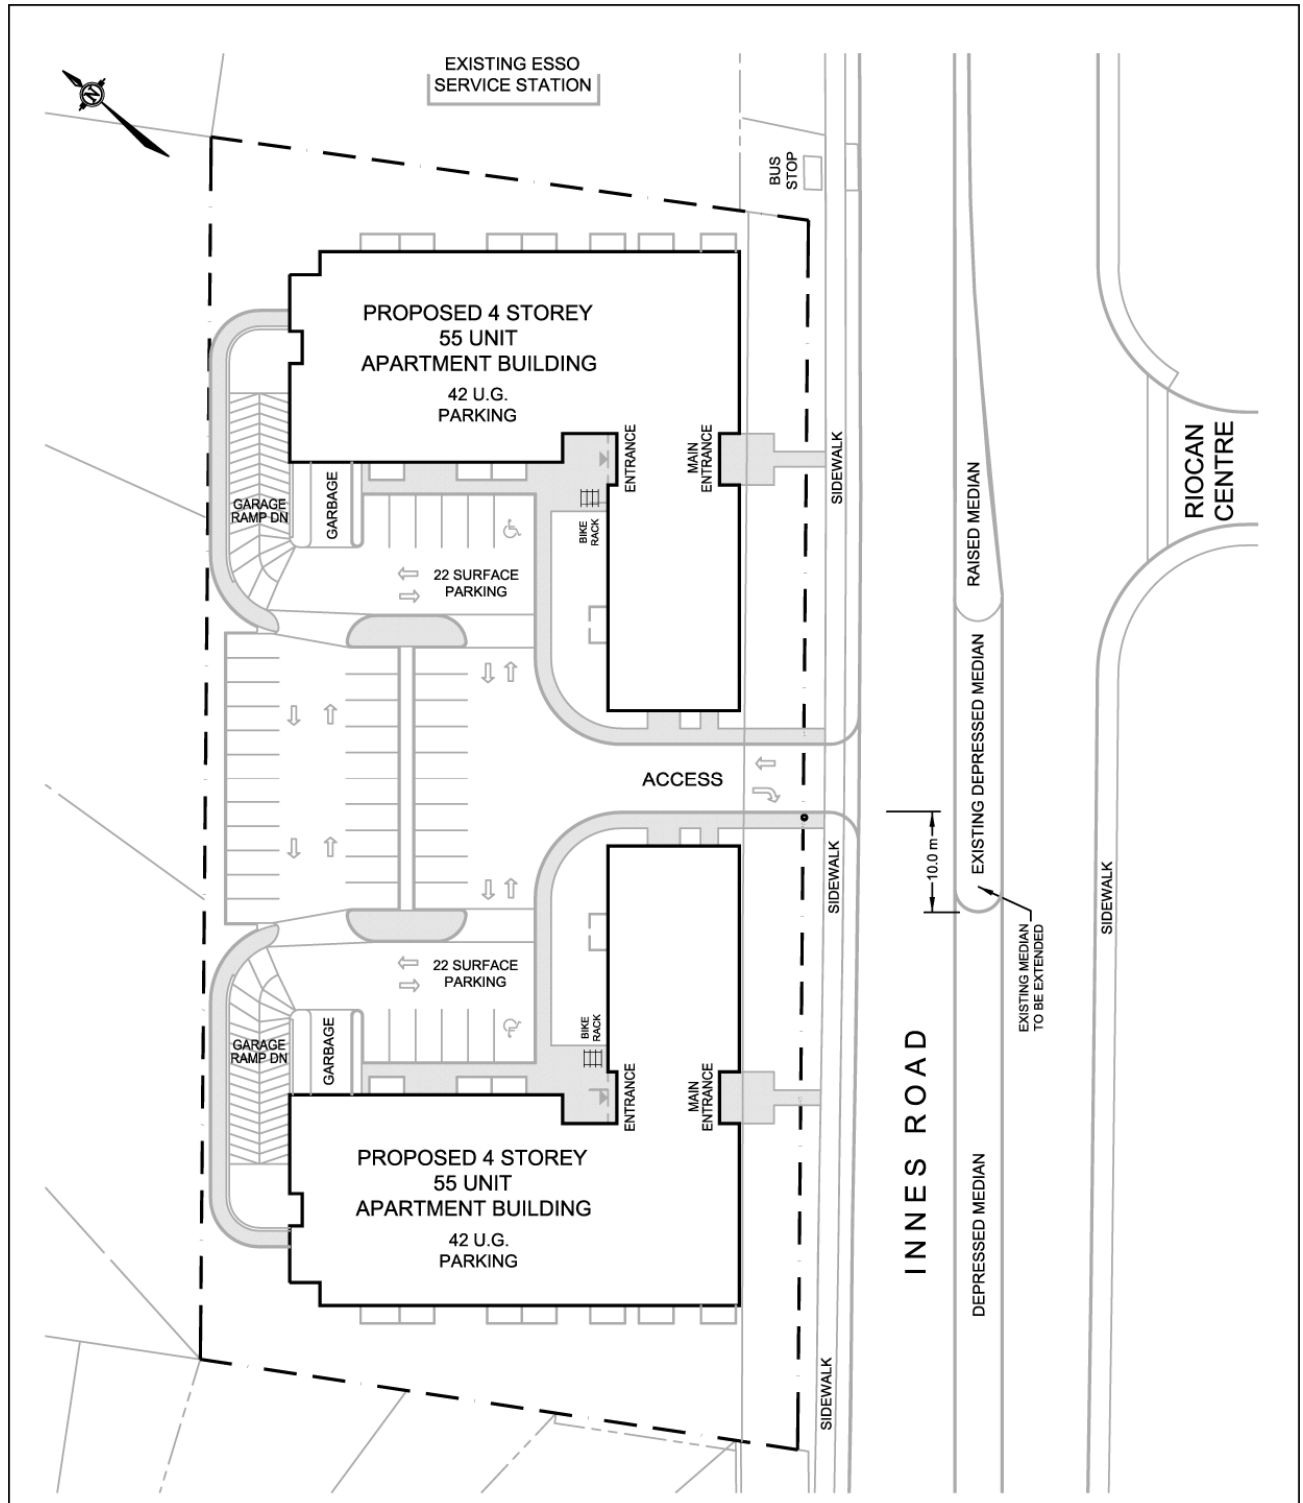 EXISTING ESSO
SERVICE STATION
N
BUS
STOP
PROPOSED 4 STOREY
55 UNIT
APARTMENT BUILDING
42 U.G.
PARKING
ENTRANCE
MAIN
ENTRANCE
SIDEWALK
RAISED MEDIAN
RIOCAN
CENTRE
GARAGE
RAMP DN
GARBAGE
BIKE
RACK
22 SURFACE
PARKING
EXISTING DEPRESSED MEDIAN
ACCESS
10.0 m
SIDEWALK
SIDEWALK
EXISTING MEDIAN
TO BE EXTENDED
22 SURFACE
PARKING
BIKE
RACK
GARAGE
RAMP DN
GARBAGE
ENTRANCE
MAIN
ENTRANCE
INNES ROAD
DEPRESSED MEDIAN
PROPOSED 4 STOREY
55 UNIT
APARTMENT BUILDING
42 U.G.
PARKING
SIDEWALK